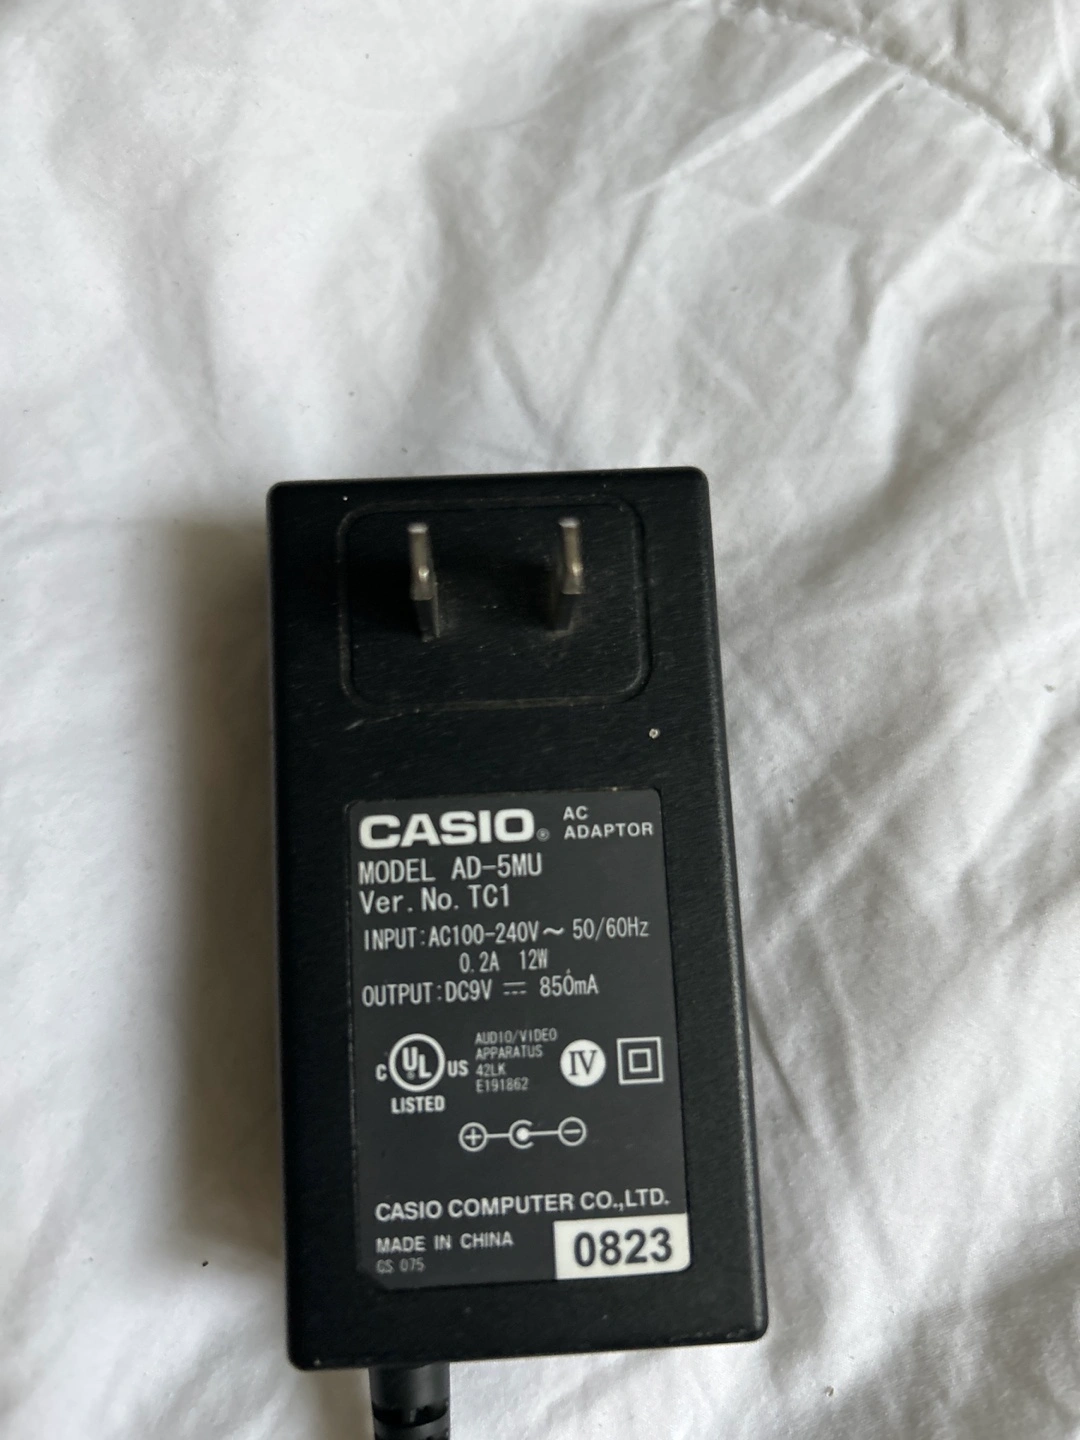 CASIO® AC ADAPTOR
MODEL AD-5MU
Ver.No.TC1
INPUT:AC100-240V~ 50/60Hz
0.2A 12W
OUTPUT:DC9V ⎓ 850mA
C UL® US
LISTED
AUDIO/VIDEO
APPARATUS
42LK
E191862
IV
+ -
CASIO COMPUTER CO.,LTD.
MADE IN CHINA
CS 075
0823